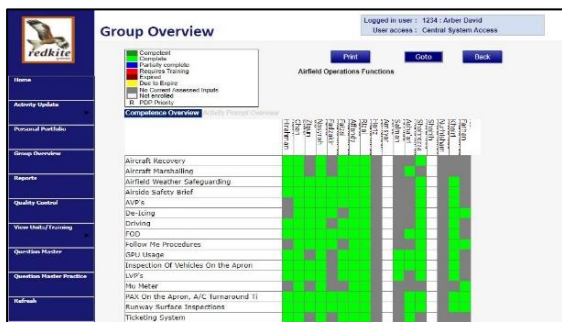 Logged in user : 1234 : Arber David
User access : Central System Access
redkite
Group Overview
Competent
Complete
Partially complete
Requires Training
Expired
Due to Expire
No Current Assessed Inputs
Not enrolled
R PDP Priority
Print
Goto
Back
Airfield Operations Functions
Home
Activity Update
Personal Portfolio
Group Overview
Reports
Quality Control
View Units/Training
Question Master
Question Master Practice
Refresh
Competence Overview
Activity Prompt Overview
Chen
Rizal
Aircraft Recovery
Aircraft Marshalling
Airfield Weather Safeguarding
Airside Safety Brief
AVP's
De-Icing
Driving
FOD
Follow Me Procedures
GPU Usage
Inspection Of Vehicles On the Apron
LVP's
Mu Meter
PAX On the Apron, A/C Turnaround Ti
Runway Surface Inspections
Ticketing System